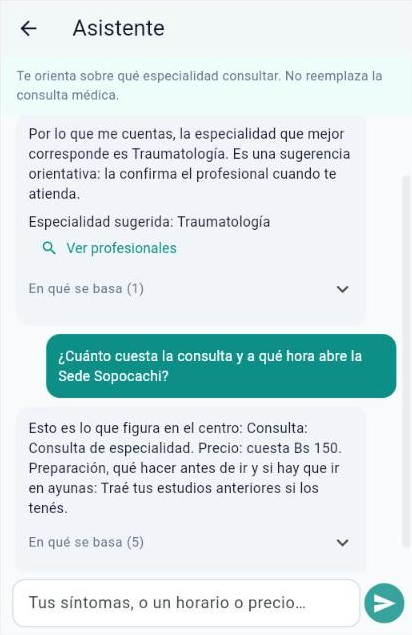 Asistente
Te orienta sobre qué especialidad consultar. No reemplaza la
consulta médica.
Por lo que me cuentas, la especialidad que mejor
corresponde es Traumatología. Es una sugerencia
orientativa: la confirma el profesional cuando te
atienda.
Especialidad sugerida: Traumatología
Ver profesionales
En qué se basa (1)
¿Cuánto cuesta la consulta y a qué hora abre la
Sede Sopocachi?
Esto es lo que figura en el centro: Consulta:
Consulta de especialidad. Precio: cuesta Bs 150.
Preparación, qué hacer antes de ir y si hay que ir
en ayunas: Traé tus estudios anteriores si los
tenés.
En qué se basa (5)
Tus síntomas, o un horario o precio...